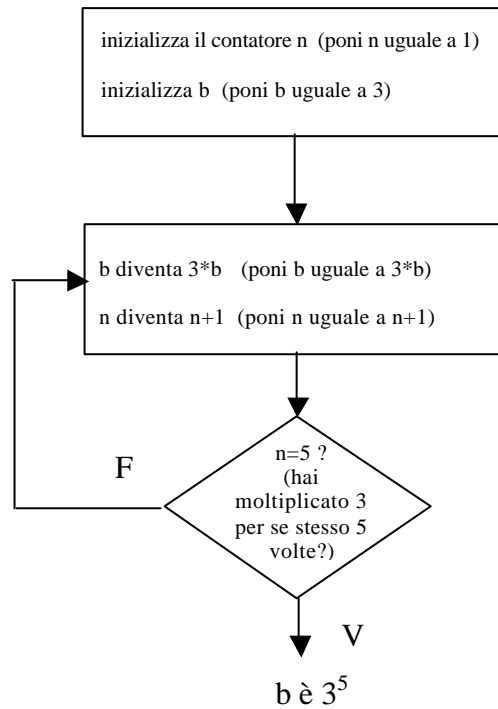 inizializza il contatore n (poni n uguale a 1)
inizializza b (poni b uguale a 3)
b diventa 3*b (poni b uguale a 3*b)
n diventa n+1 (poni n uguale a n+1)
F
n=5 ?
(hai
moltiplicato 3
per se stesso 5
volte?)
V
b è 3⁵